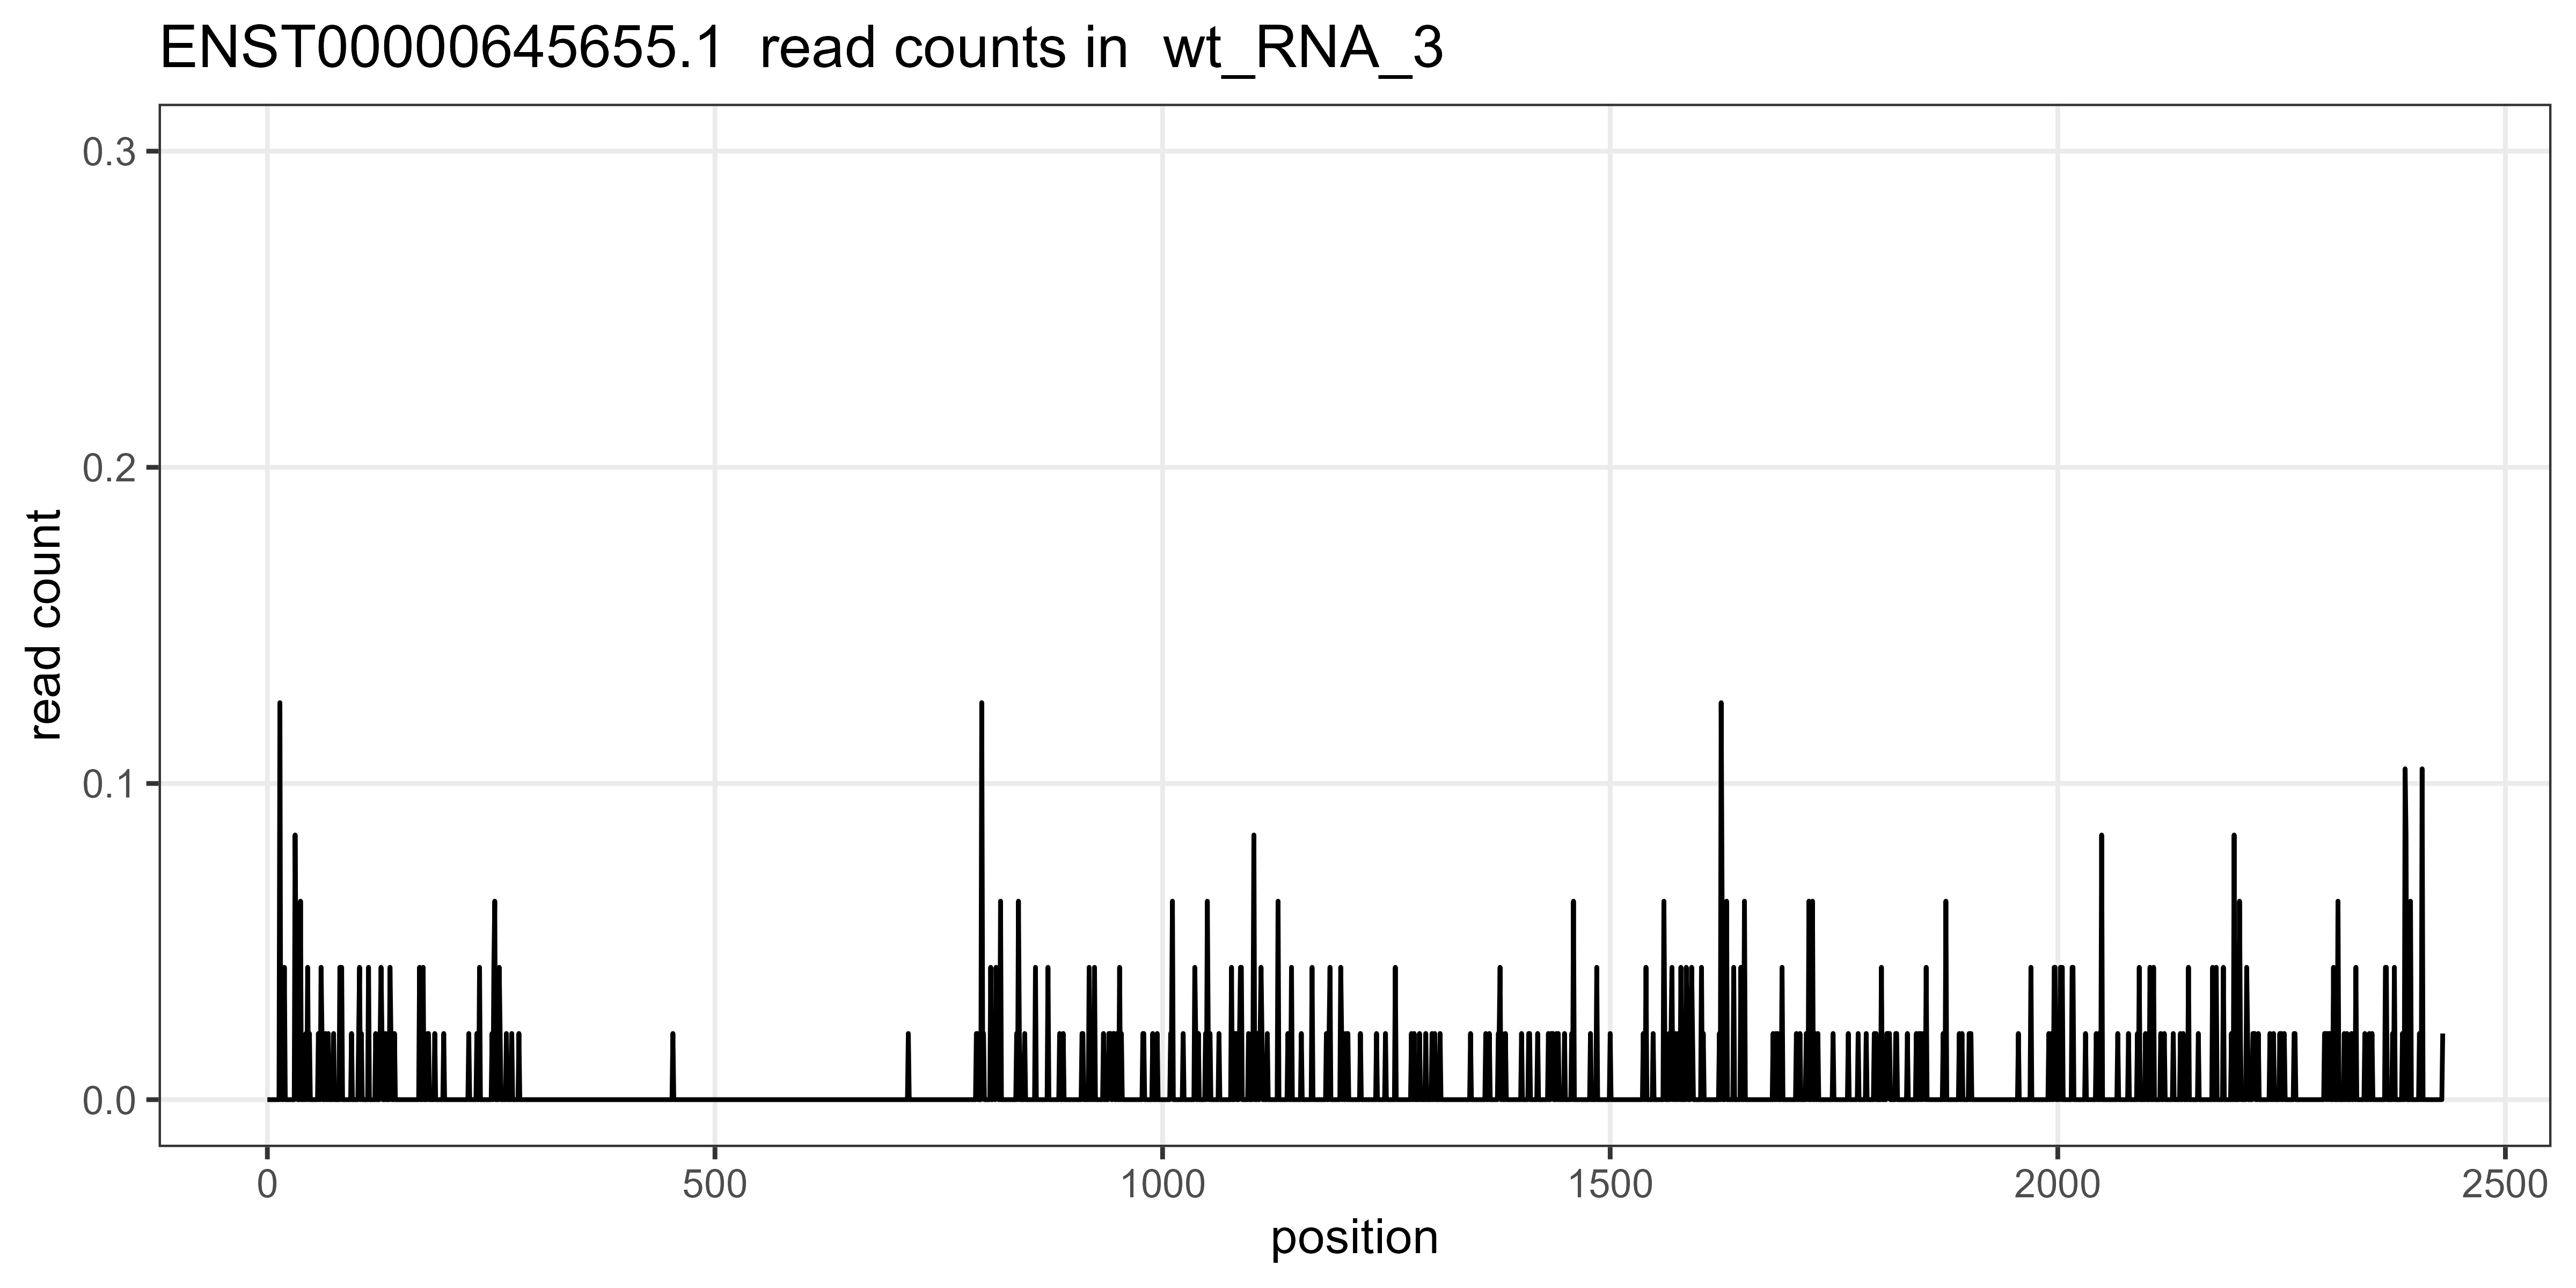 ENST00000645655.1  read counts in  wt_RNA_3
0.3
0.2
0.1
0.0
read count
0 500 1000 1500 2000 2500
position